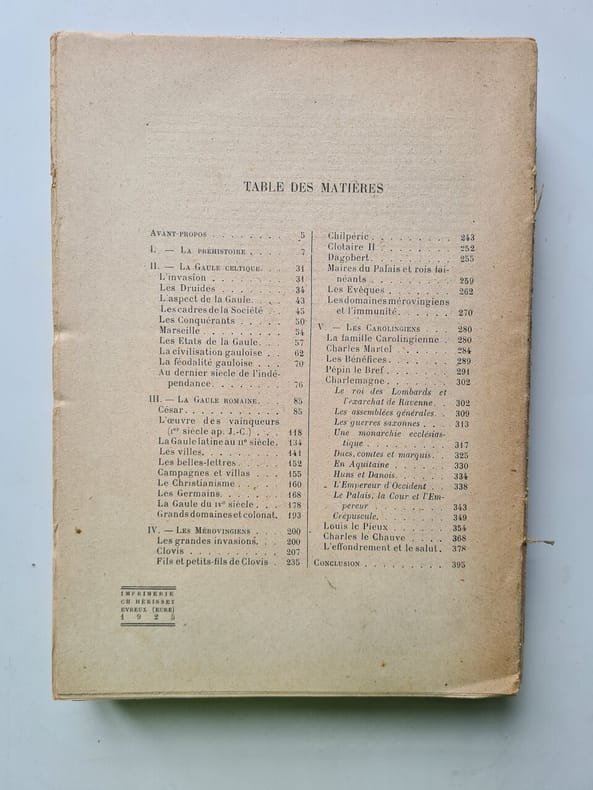 TABLE DES MATIÈRES
AVANT-PROPOS . . . . . . . . 5
I. — LA PRÉHISTOIRE . . . . 7
II. — LA GAULE CELTIQUE. . . . 31
L'invasion . . . . . . . . 31
Les Druides . . . . . . . 34
L'aspect de la Gaule. . . . 43
Les cadres de la Société . . 45
Les Conquérants . . . . . 50
Marseille . . . . . . . . 54
Les Etats de la Gaule. . . . 57
La civilisation gauloise . . 62
La féodalité gauloise . . . 70
Au dernier siècle de l'indé-
pendance. . . . . . . . 76
III. — LA GAULE ROMAINE. . . . 85
César. . . . . . . . . . 85
L'œuvre des vainqueurs
(Ier siècle ap. J.-C.) . . . 118
La Gaule latine au IIe siècle. 134
Les villes. . . . . . . . . 141
Les belles-lettres. . . . . 152
Campagnes et villas . . . 155
Le Christianisme . . . . . 160
Les Germains. . . . . . . 168
La Gaule du IVe siècle . . . 178
Grands domaines et colonat. 193
IV. — LES MÉROVINGIENS . . . . 200
Les grandes invasions. . . . 200
Clovis . . . . . . . . . . 207
Fils et petits-fils de Clovis . 235
Chilpéric . . . . . . . . 243
Clotaire II . . . . . . . . 252
Dagobert. . . . . . . . . 255
Maires du Palais et rois fai-
néants . . . . . . . . . 259
Les Evêques . . . . . . . 262
Les domaines mérovingiens
et l'immunité. . . . . . . 270
V. — LES CAROLINGIENS . . . . 280
La famille Carolingienne . . 280
Charles Martel . . . . . . 284
Les Bénéfices. . . . . . . 289
Pépin le Bref . . . . . . . 291
Charlemagne . . . . . . . 302
Le roi des Lombards et
l'exarchat de Ravenne . . 302
Les assemblées générales. . 309
Les guerres saxonnes . . . 313
Une monarchie ecclésias-
tique . . . . . . . . . 317
Ducs, comtes et marquis. . . 325
En Aquitaine . . . . . . 330
Huns et Danois. . . . . . 334
L'Empereur d'Occident . . . 338
Le Palais, la Cour et l'Em-
pereur . . . . . . . . 343
Crépuscule. . . . . . . . 349
Louis le Pieux . . . . . . 354
Charles le Chauve . . . . . 368
L'effondrement et le salut. . 378
CONCLUSION . . . . . . . . . 395
IMPRIMERIE
CH HÉRISSEY
EVREUX (EURE)
1925